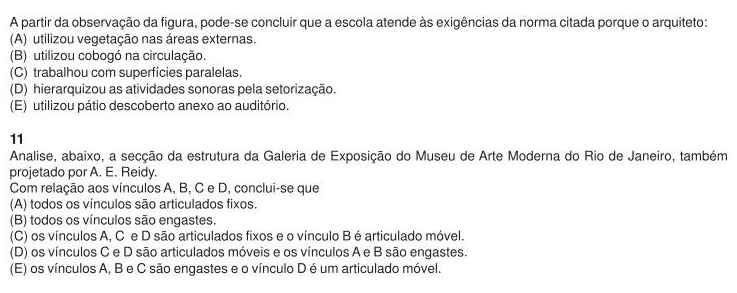 A partir da observação da figura, pode-se concluir que a escola atende às exigências da norma citada porque o arquiteto:
(A) utilizou vegetação nas áreas externas.
(B) utilizou cobogó na circulação.
(C) trabalhou com superfícies paralelas.
(D) hierarquizou as atividades sonoras pela setorização.
(E) utilizou pátio descoberto anexo ao auditório.
11
Analise, abaixo, a secção da estrutura da Galeria de Exposição do Museu de Arte Moderna do Rio de Janeiro, também
projetado por A. E. Reidy.
Com relação aos vínculos A, B, C e D, conclui-se que
(A) todos os vínculos são articulados fixos.
(B) todos os vínculos são engastes.
(C) os vínculos A, C e D são articulados fixos e o vínculo B é articulado móvel.
(D) os vínculos C e D são articulados móveis e os vínculos A e B são engastes.
(E) os vínculos A, B e C são engastes e o vínculo D é um articulado móvel.